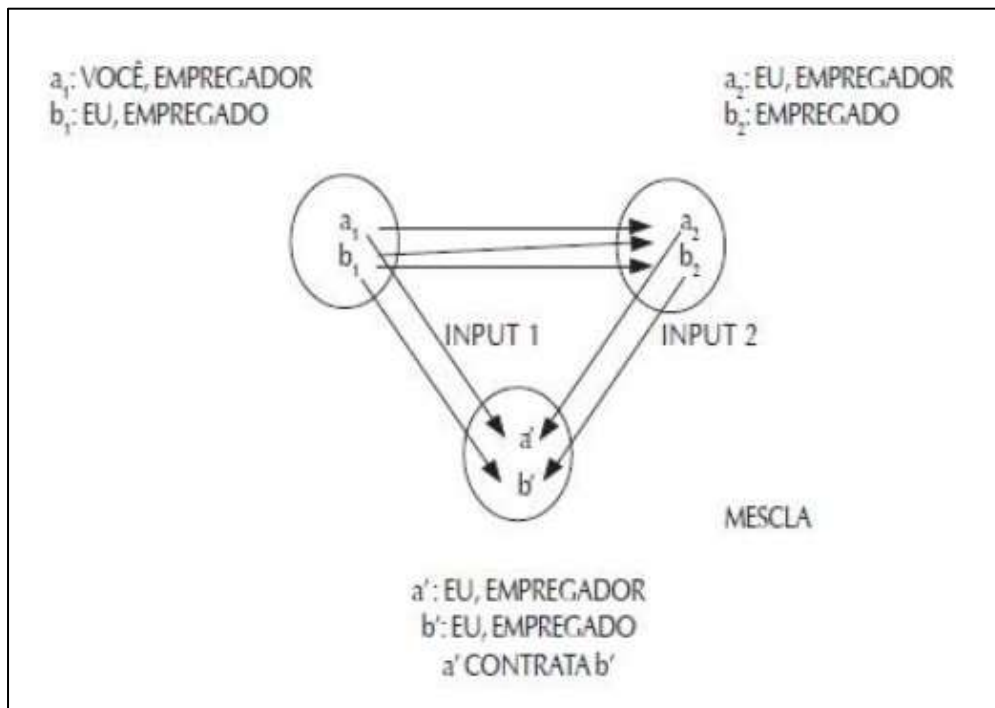 a₁: VOCÊ, EMPREGADOR
b₁: EU, EMPREGADO
a₂: EU, EMPREGADOR
b₂: EMPREGADO
a₁
b₁
a₂
b₂
INPUT 1
INPUT 2
a'
b'
MESCLA
a': EU, EMPREGADOR
b': EU, EMPREGADO
a' CONTRATA b'